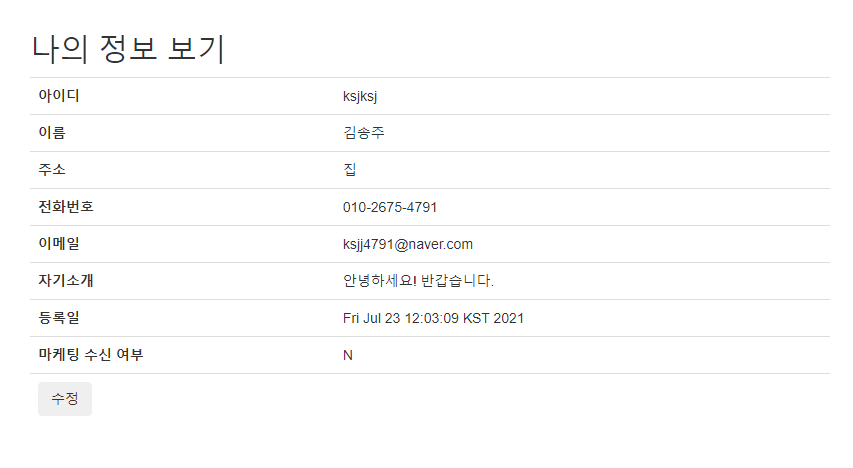 나의 정보 보기
아이디 ksjksj
이름 김송주
주소 집
전화번호 010-2675-4791
이메일 ksjj4791@naver.com
자기소개 안녕하세요! 반갑습니다.
등록일 Fri Jul 23 12:03:09 KST 2021
마케팅 수신 여부 N
수정